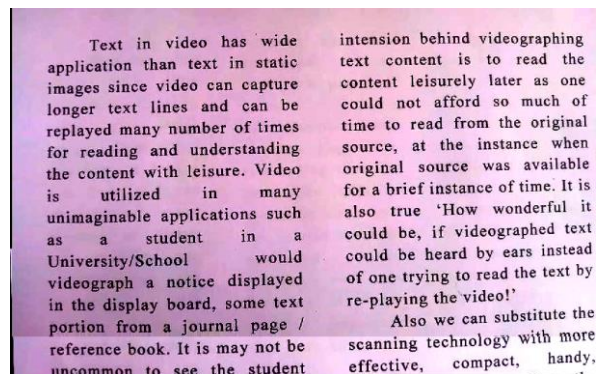 Text in video has wide
application than text in static
images since video can capture
longer text lines and can be
replayed many number of times
for reading and understanding
the content with leisure. Video
is utilized in many
unimaginable applications such
as a student in a
University/School would
videograph a notice displayed
in the display board, some text
portion from a journal page /
reference book. It is may not be
uncommon to see the student
intension behind videographing
text content is to read the
content leisurely later as one
could not afford so much of
time to read from the original
source, at the instance when
original source was available
for a brief instance of time. It is
also true ‘How wonderful it
could be, if videographed text
could be heard by ears instead
of one trying to read the text by
re-playing the video!’
Also we can substitute the
scanning technology with more
effective, compact, handy,